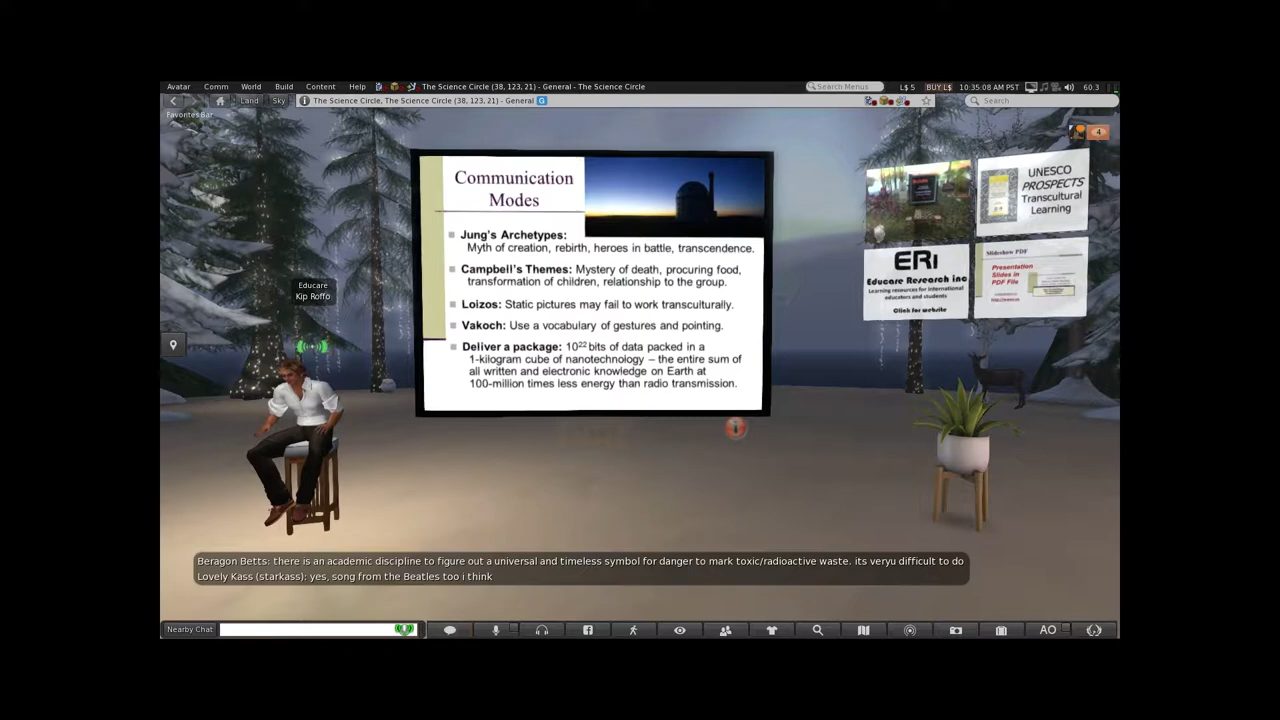 Avatar Comm World Build Content Help The Science Circle (38, 123, 21) - General - The Science Circle Search Menus L$ 5 BUY L$ 10:35:08 AM PST 60.3
Land Sky The Science Circle, The Science Circle (38, 123, 21) - General G Search
Favorites Bar
4
Communication
Modes
Jung's Archetypes:
Myth of creation, rebirth, heroes in battle, transcendence.
Campbell's Themes: Mystery of death, procuring food,
transformation of children, relationship to the group.
Loizos: Static pictures may fail to work transculturally.
Vakoch: Use a vocabulary of gestures and pointing.
Deliver a package: 10²² bits of data packed in a
1-kilogram cube of nanotechnology – the entire sum of
all written and electronic knowledge on Earth at
100-million times less energy than radio transmission.
Educare
Kip Roffo
UNESCO
PROSPECTS
Transcultural
Learning
ERi
Educare Research inc
Learning resources for international
educators and students
Click for website
Slideshow PDF
Presentation
Slides in
PDF File
Beragon Betts: there is an academic discipline to figure out a universal and timeless symbol for danger to mark toxic/radioactive waste. its veryu difficult to do
Lovely Kass (starkass): yes, song from the Beatles too i think
Nearby Chat AO